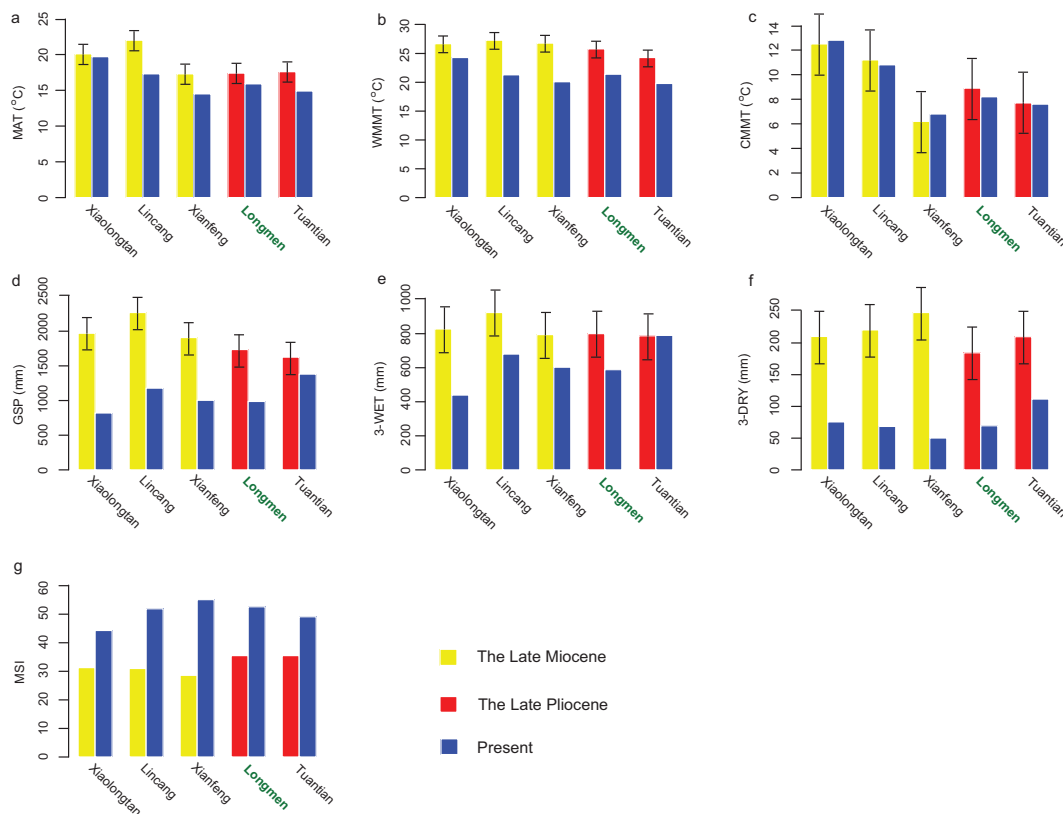 a
MAT (°C)
0 5 10 15 20 25
Xiaolongtan Lincang Xianfeng Longmen Tuantian
b
WMMT (°C)
0 5 10 15 20 25 30
Xiaolongtan Lincang Xianfeng Longmen Tuantian
c
CMMT (°C)
0 2 4 6 8 10 12 14
Xiaolongtan Lincang Xianfeng Longmen Tuantian
d
GSP (mm)
0 500 1000 1500 2000 2500
Xiaolongtan Lincang Xianfeng Longmen Tuantian
e
3-WET (mm)
0 200 400 600 800 1000
Xiaolongtan Lincang Xianfeng Longmen Tuantian
f
3-DRY (mm)
0 50 100 150 200 250
Xiaolongtan Lincang Xianfeng Longmen Tuantian
g
MSI
0 10 20 30 40 50 60
Xiaolongtan Lincang Xianfeng Longmen Tuantian
The Late Miocene
The Late Pliocene
Present